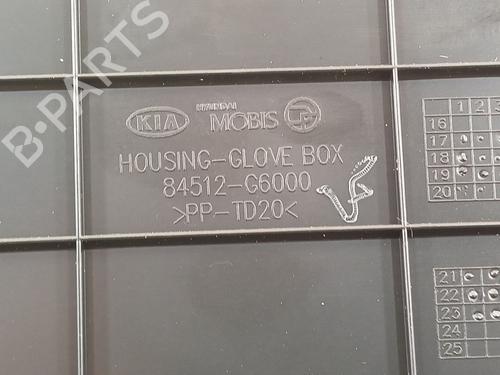 B-PARTS
KIA HYUNDAI MOBIS
HOUSING-GLOVE BOX
84512-G6000
>PP-TD20<
1 2
16
17
18
19
20
21
22
23
24
25